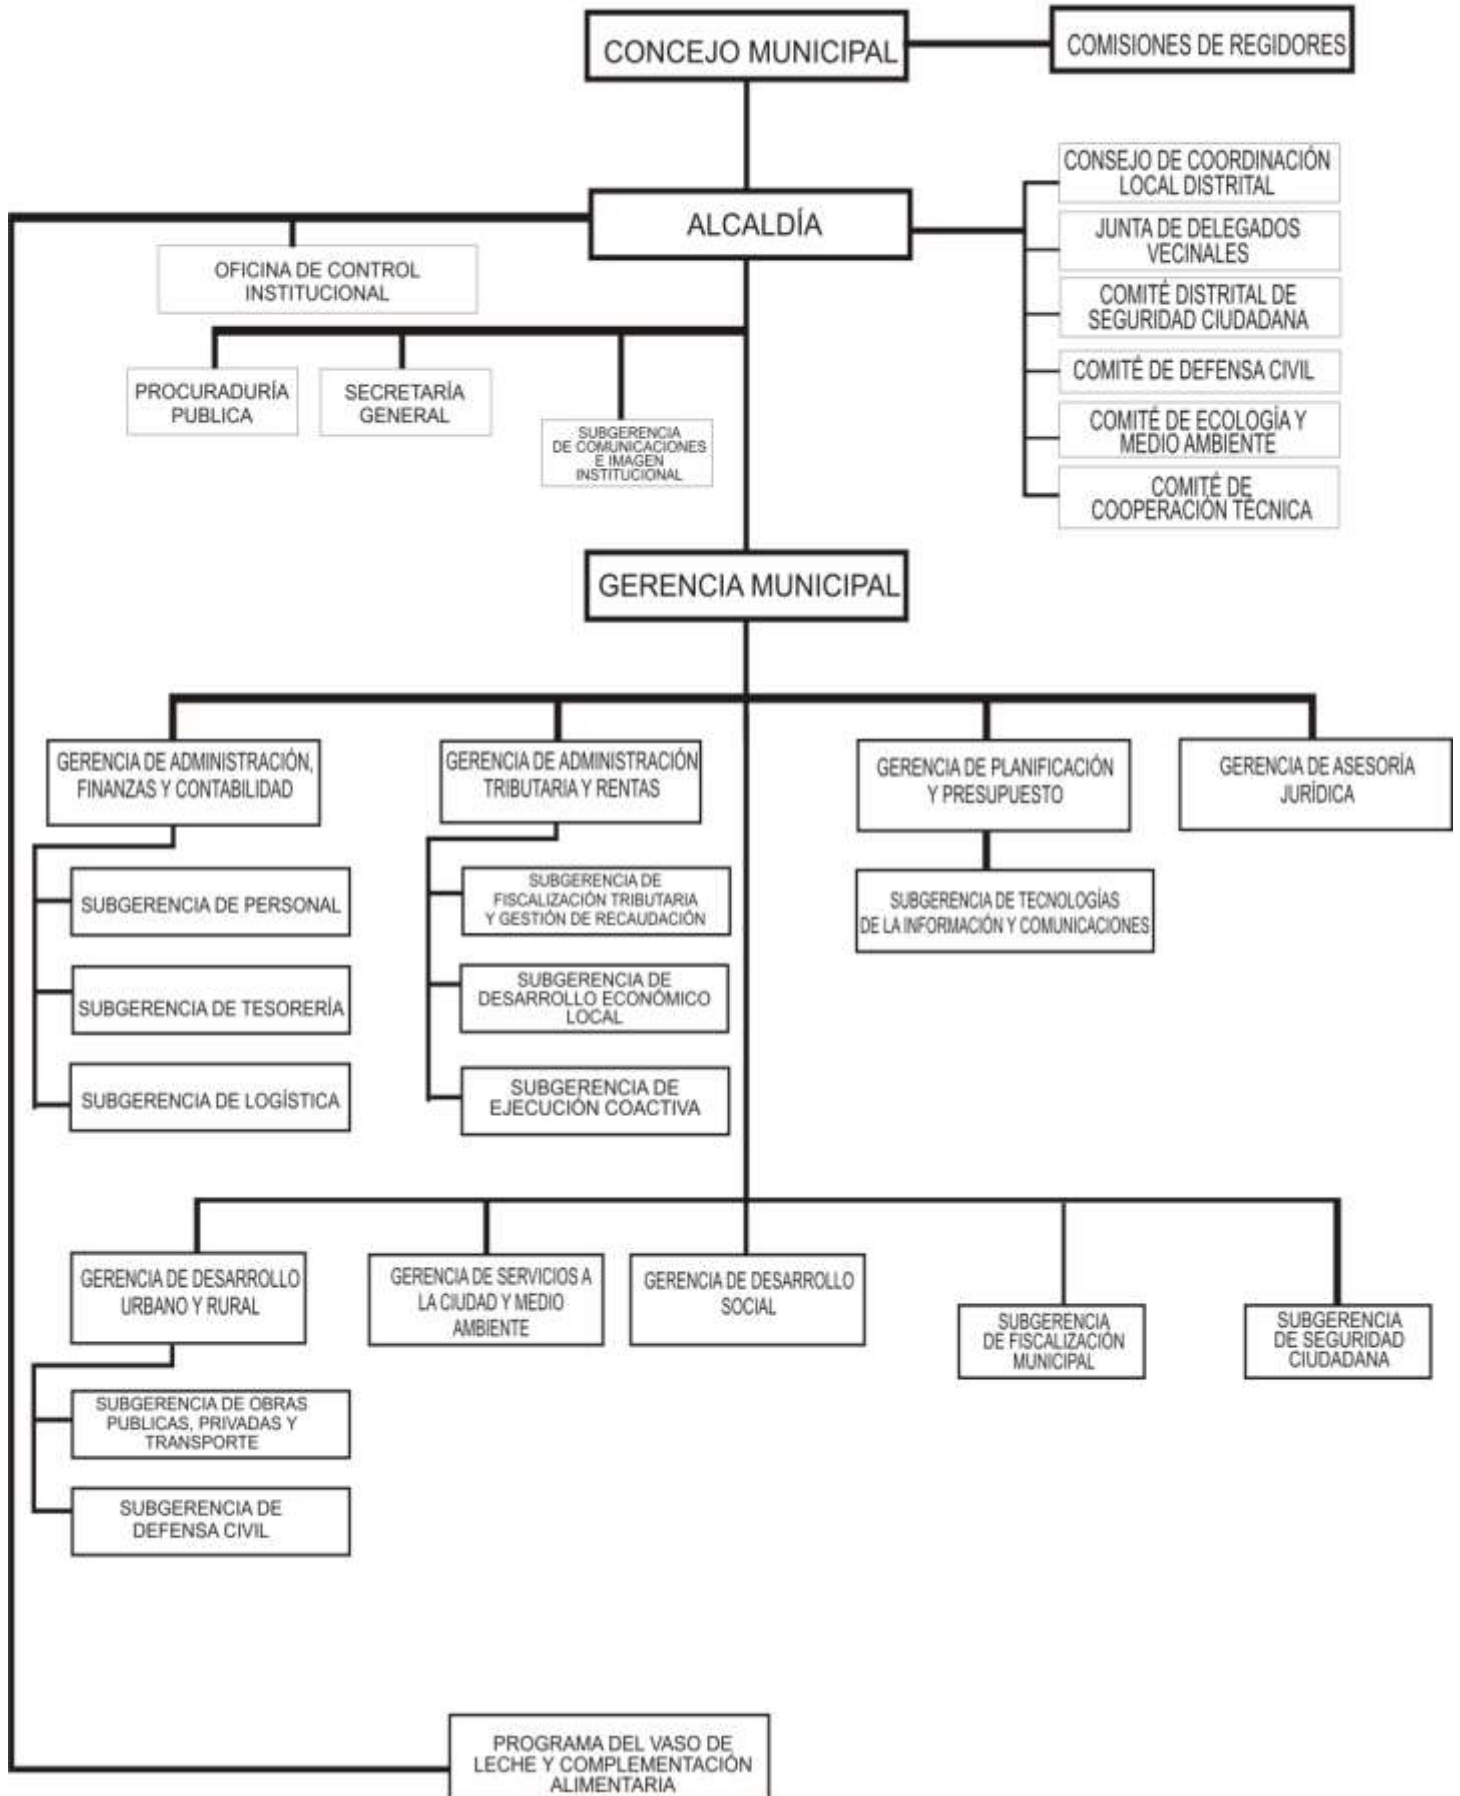 CONCEJO MUNICIPAL
COMISIONES DE REGIDORES
CONSEJO DE COORDINACIÓN
LOCAL DISTRITAL
ALCALDÍA
JUNTA DE DELEGADOS
VECINALES
OFICINA DE CONTROL
INSTITUCIONAL
COMITÉ DISTRITAL DE
SEGURIDAD CIUDADANA
COMITÉ DE DEFENSA CIVIL
PROCURADURÍA
PUBLICA
SECRETARÍA
GENERAL
SUBGERENCIA
DE COMUNICACIONES
E IMAGEN
INSTITUCIONAL
COMITÉ DE ECOLOGÍA Y
MEDIO AMBIENTE
COMITÉ DE
COOPERACIÓN TÉCNICA
GERENCIA MUNICIPAL
GERENCIA DE ADMINISTRACIÓN,
FINANZAS Y CONTABILIDAD
GERENCIA DE ADMINISTRACIÓN
TRIBUTARIA Y RENTAS
GERENCIA DE PLANIFICACIÓN
Y PRESUPUESTO
GERENCIA DE ASESORÍA
JURÍDICA
SUBGERENCIA DE PERSONAL
SUBGERENCIA DE
FISCALIZACIÓN TRIBUTARIA
Y GESTIÓN DE RECAUDACIÓN
SUBGERENCIA DE TECNOLOGÍAS
DE LA INFORMACIÓN Y COMUNICACIONES
SUBGERENCIA DE TESORERÍA
SUBGERENCIA DE
DESARROLLO ECONÓMICO
LOCAL
SUBGERENCIA DE LOGÍSTICA
SUBGERENCIA DE
EJECUCIÓN COACTIVA
GERENCIA DE DESARROLLO
URBANO Y RURAL
GERENCIA DE SERVICIOS A
LA CIUDAD Y MEDIO
AMBIENTE
GERENCIA DE DESARROLLO
SOCIAL
SUBGERENCIA
DE FISCALIZACIÓN
MUNICIPAL
SUBGERENCIA
DE SEGURIDAD
CIUDADANA
SUBGERENCIA DE OBRAS
PUBLICAS, PRIVADAS Y
TRANSPORTE
SUBGERENCIA DE
DEFENSA CIVIL
PROGRAMA DEL VASO DE
LECHE Y COMPLEMENTACIÓN
ALIMENTARIA